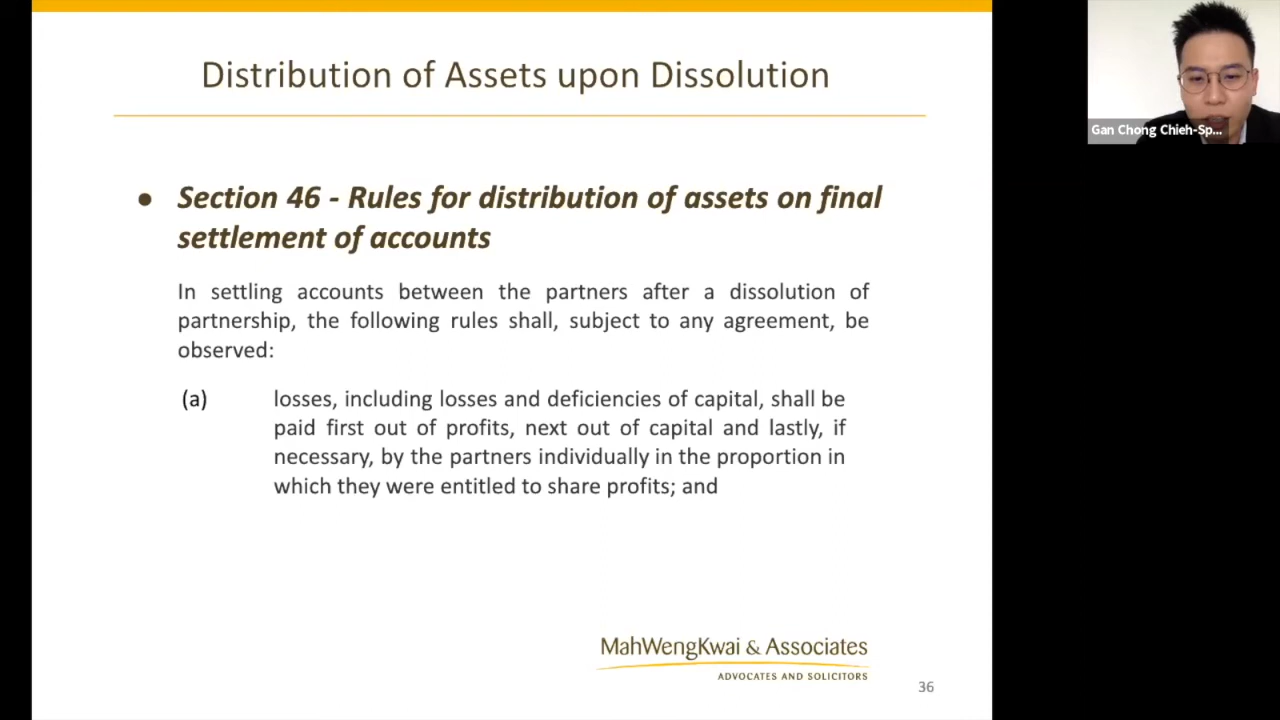 Distribution of Assets upon Dissolution
Gan Chong Chieh-Sp...
● Section 46 - Rules for distribution of assets on final
settlement of accounts
In settling accounts between the partners after a dissolution of
partnership, the following rules shall, subject to any agreement, be
observed:
(a) losses, including losses and deficiencies of capital, shall be
paid first out of profits, next out of capital and lastly, if
necessary, by the partners individually in the proportion in
which they were entitled to share profits; and
MahWengKwai & Associates
ADVOCATES AND SOLICITORS
36